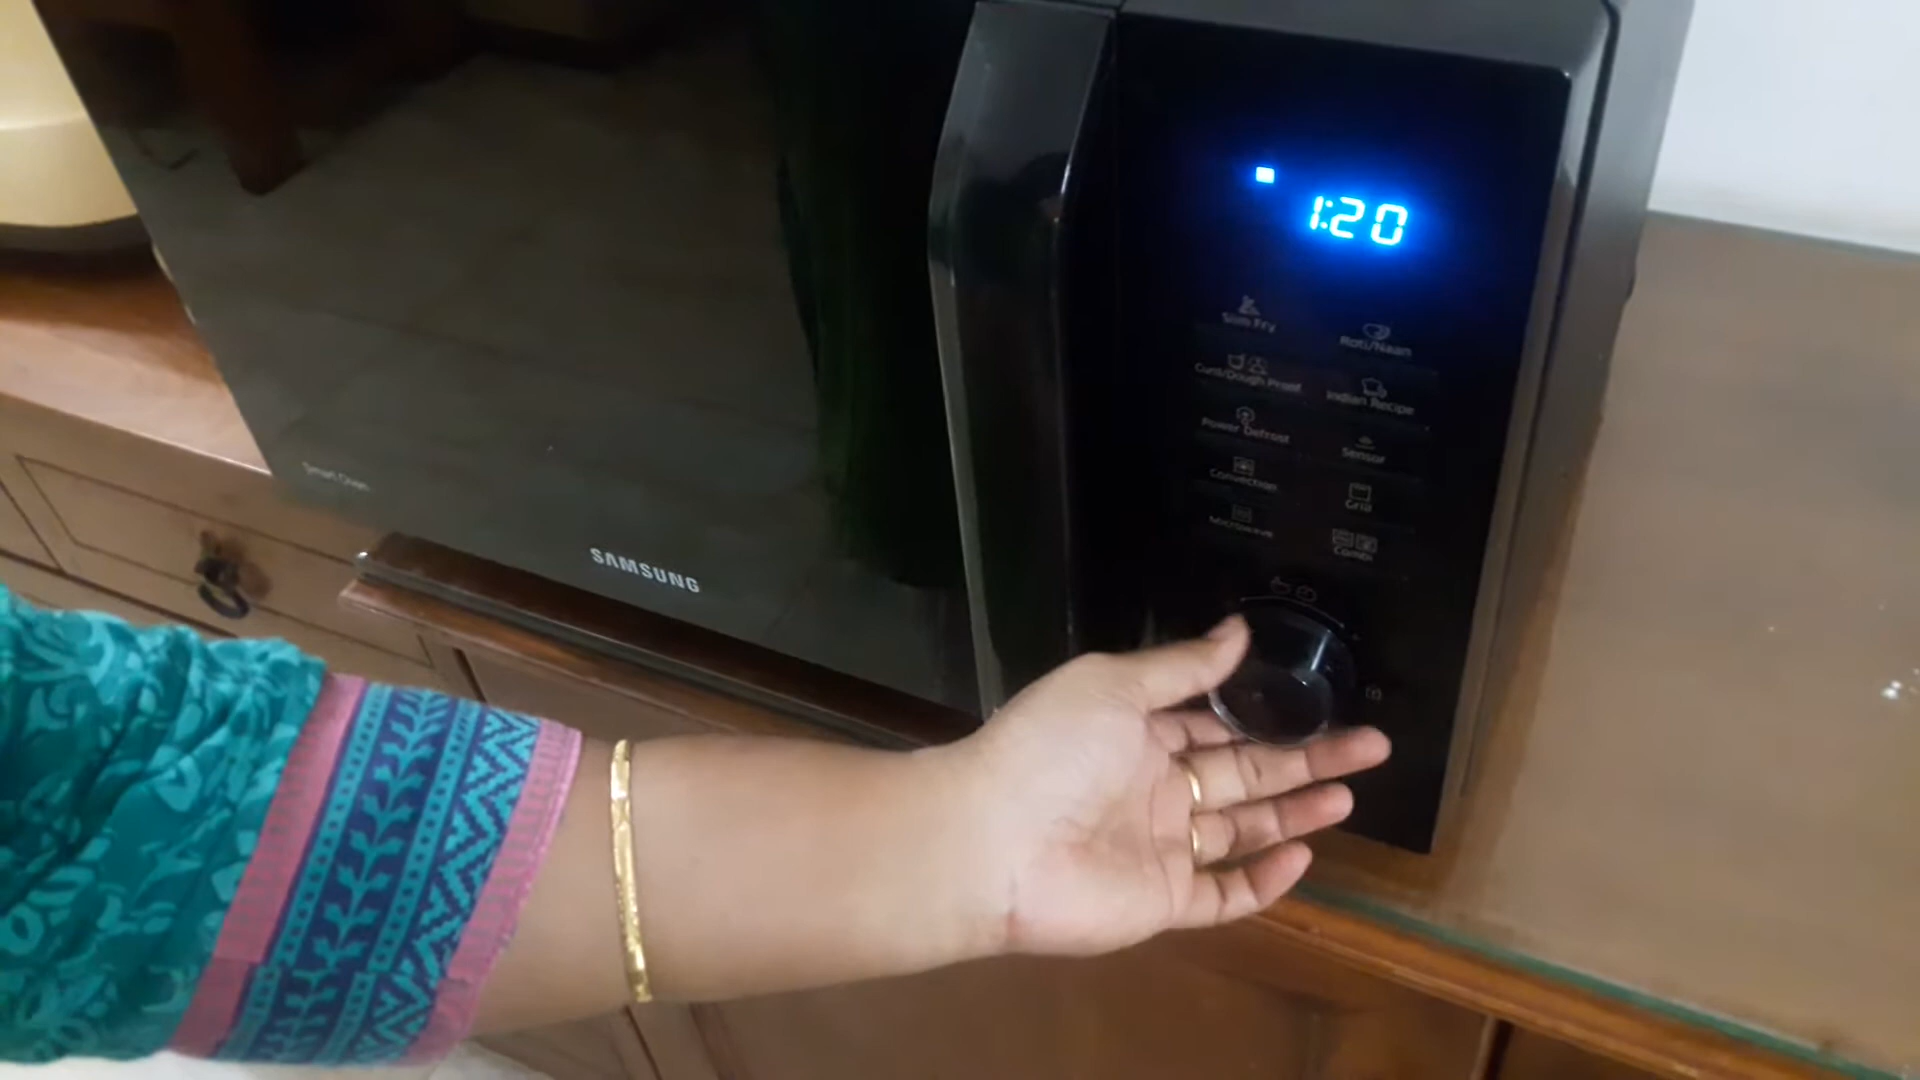 1:20
Slim Fry
Roti/Naan
Curd/Dough Proof
Indian Recipe
Power Defrost
Sensor
Convection
Grill
Microwave
Combi
Smart Oven
SAMSUNG